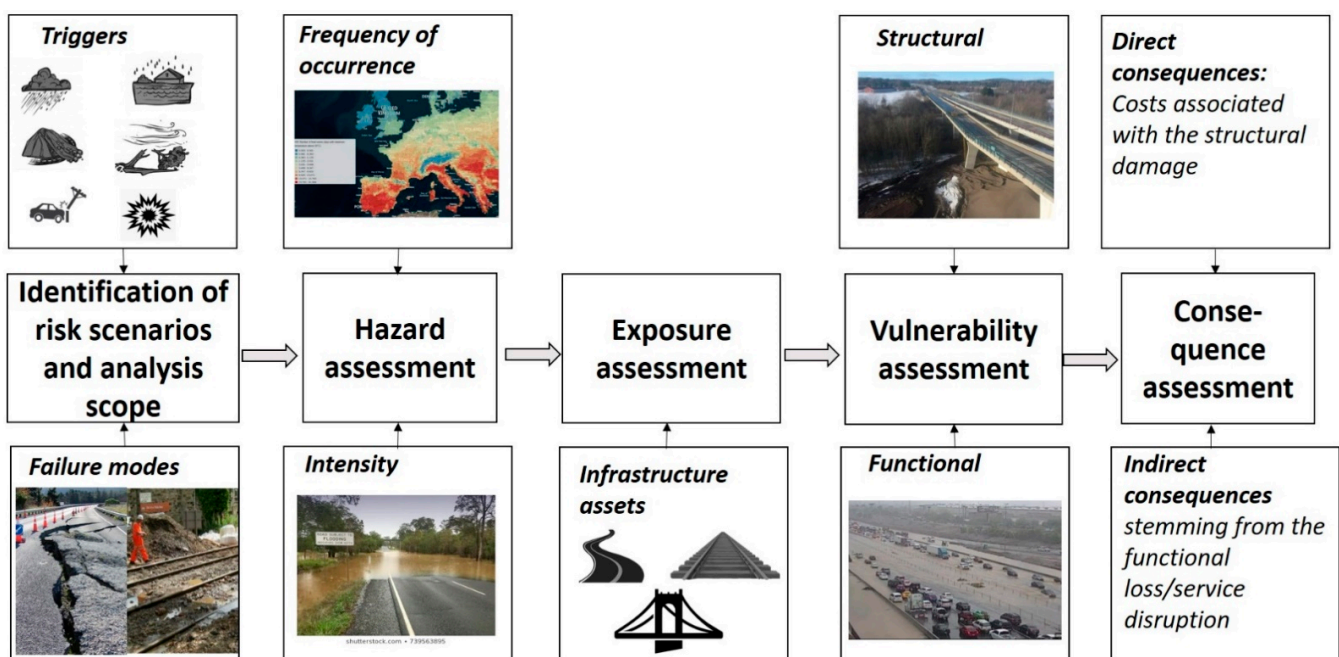 Triggers
Frequency of
occurrence
Structural
Direct
consequences:
Costs associated
with the structural
damage
Identification of
risk scenarios
and analysis
scope
Hazard
assessment
Exposure
assessment
Vulnerability
assessment
Conse-
quence
assessment
Failure modes
Intensity
shutterstock.com • 739563895
Infrastructure
assets
Functional
Indirect
consequences
stemming from the
functional
loss/service
disruption